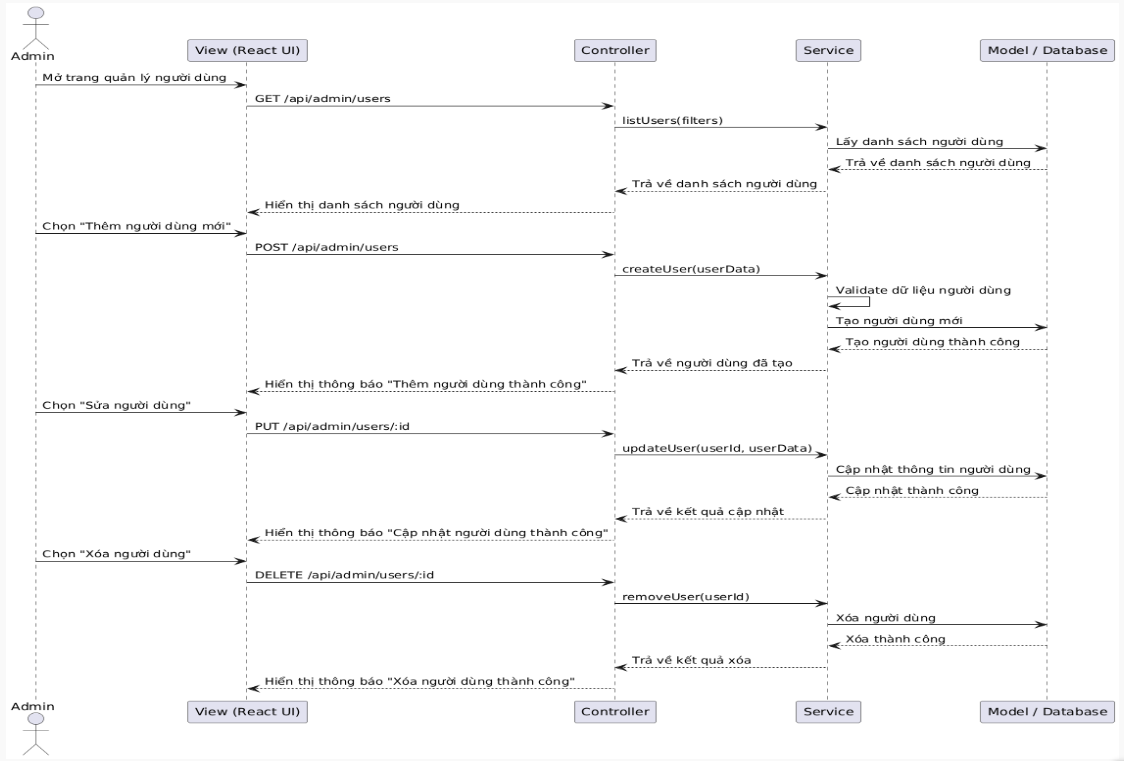 Admin
View (React UI)
Controller
Service
Model / Database
Mở trang quản lý người dùng
GET /api/admin/users
listUsers(filters)
Lấy danh sách người dùng
Trả về danh sách người dùng
Trả về danh sách người dùng
Hiển thị danh sách người dùng
Chọn "Thêm người dùng mới"
POST /api/admin/users
createUser(userData)
Validate dữ liệu người dùng
Tạo người dùng mới
Tạo người dùng thành công
Trả về người dùng đã tạo
Hiển thị thông báo "Thêm người dùng thành công"
Chọn "Sửa người dùng"
PUT /api/admin/users/:id
updateUser(userId, userData)
Cập nhật thông tin người dùng
Cập nhật thành công
Trả về kết quả cập nhật
Hiển thị thông báo "Cập nhật người dùng thành công"
Chọn "Xóa người dùng"
DELETE /api/admin/users/:id
removeUser(userId)
Xóa người dùng
Xóa thành công
Trả về kết quả xóa
Hiển thị thông báo "Xóa người dùng thành công"
Admin
View (React UI)
Controller
Service
Model / Database